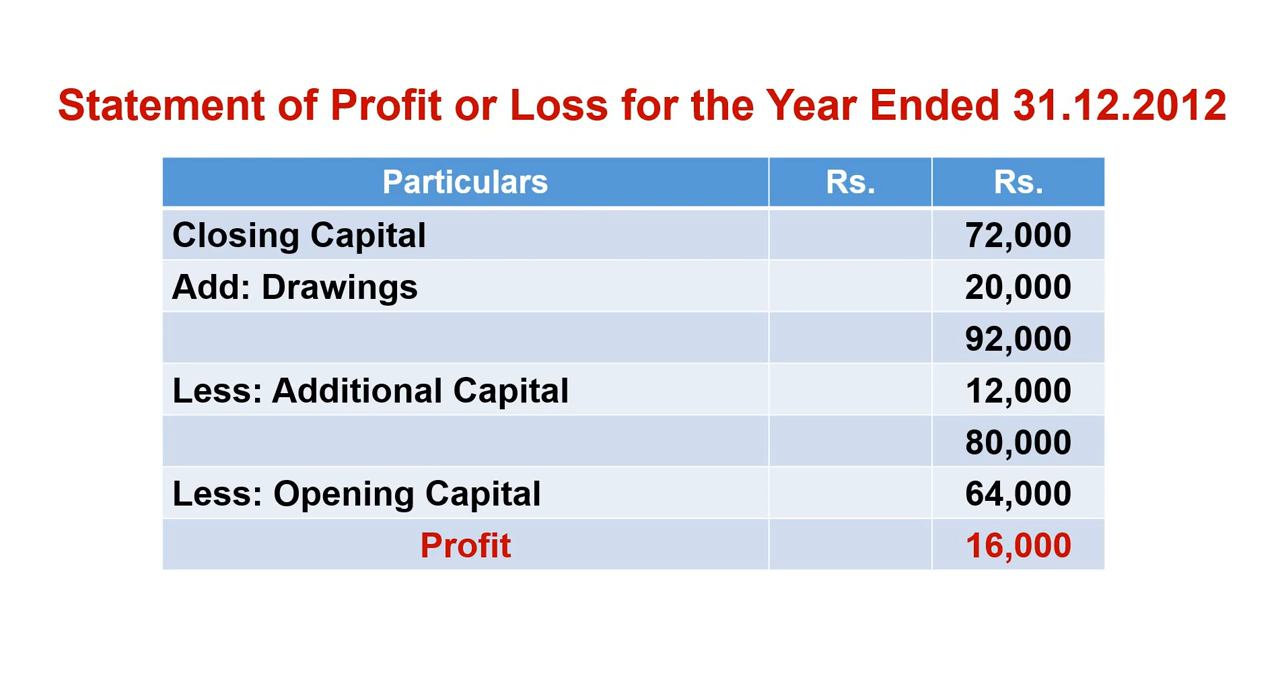 Statement of Profit or Loss for the Year Ended 31.12.2012
Particulars Rs. Rs.
Closing Capital 72,000
Add: Drawings 20,000
92,000
Less: Additional Capital 12,000
80,000
Less: Opening Capital 64,000
Profit 16,000